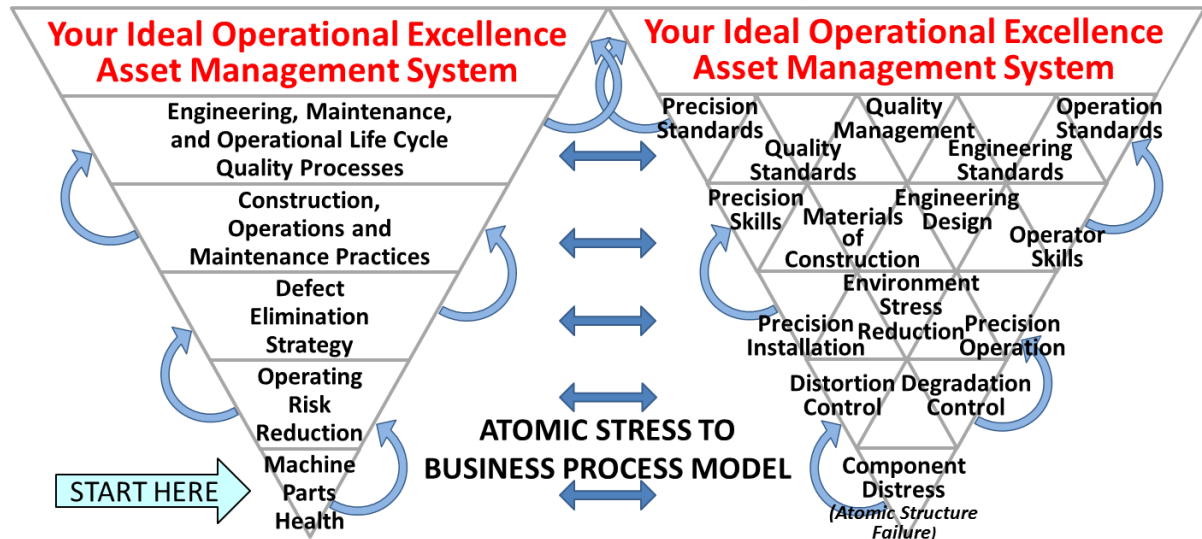 Your Ideal Operational Excellence
Asset Management System
Engineering, Maintenance,
and Operational Life Cycle
Quality Processes
Construction,
Operations and
Maintenance Practices
Defect
Elimination
Strategy
Operating
Risk
Reduction
Machine
Parts
Health
START HERE
ATOMIC STRESS TO
BUSINESS PROCESS MODEL
Your Ideal Operational Excellence
Asset Management System
Precision
Standards
Quality
Management
Operation
Standards
Quality
Standards
Engineering
Standards
Precision
Skills
Materials
of
Construction
Engineering
Design
Operator
Skills
Environment
Stress
Reduction
Precision
Installation
Precision
Operation
Distortion
Control
Degradation
Control
Component
Distress
(Atomic Structure
Failure)